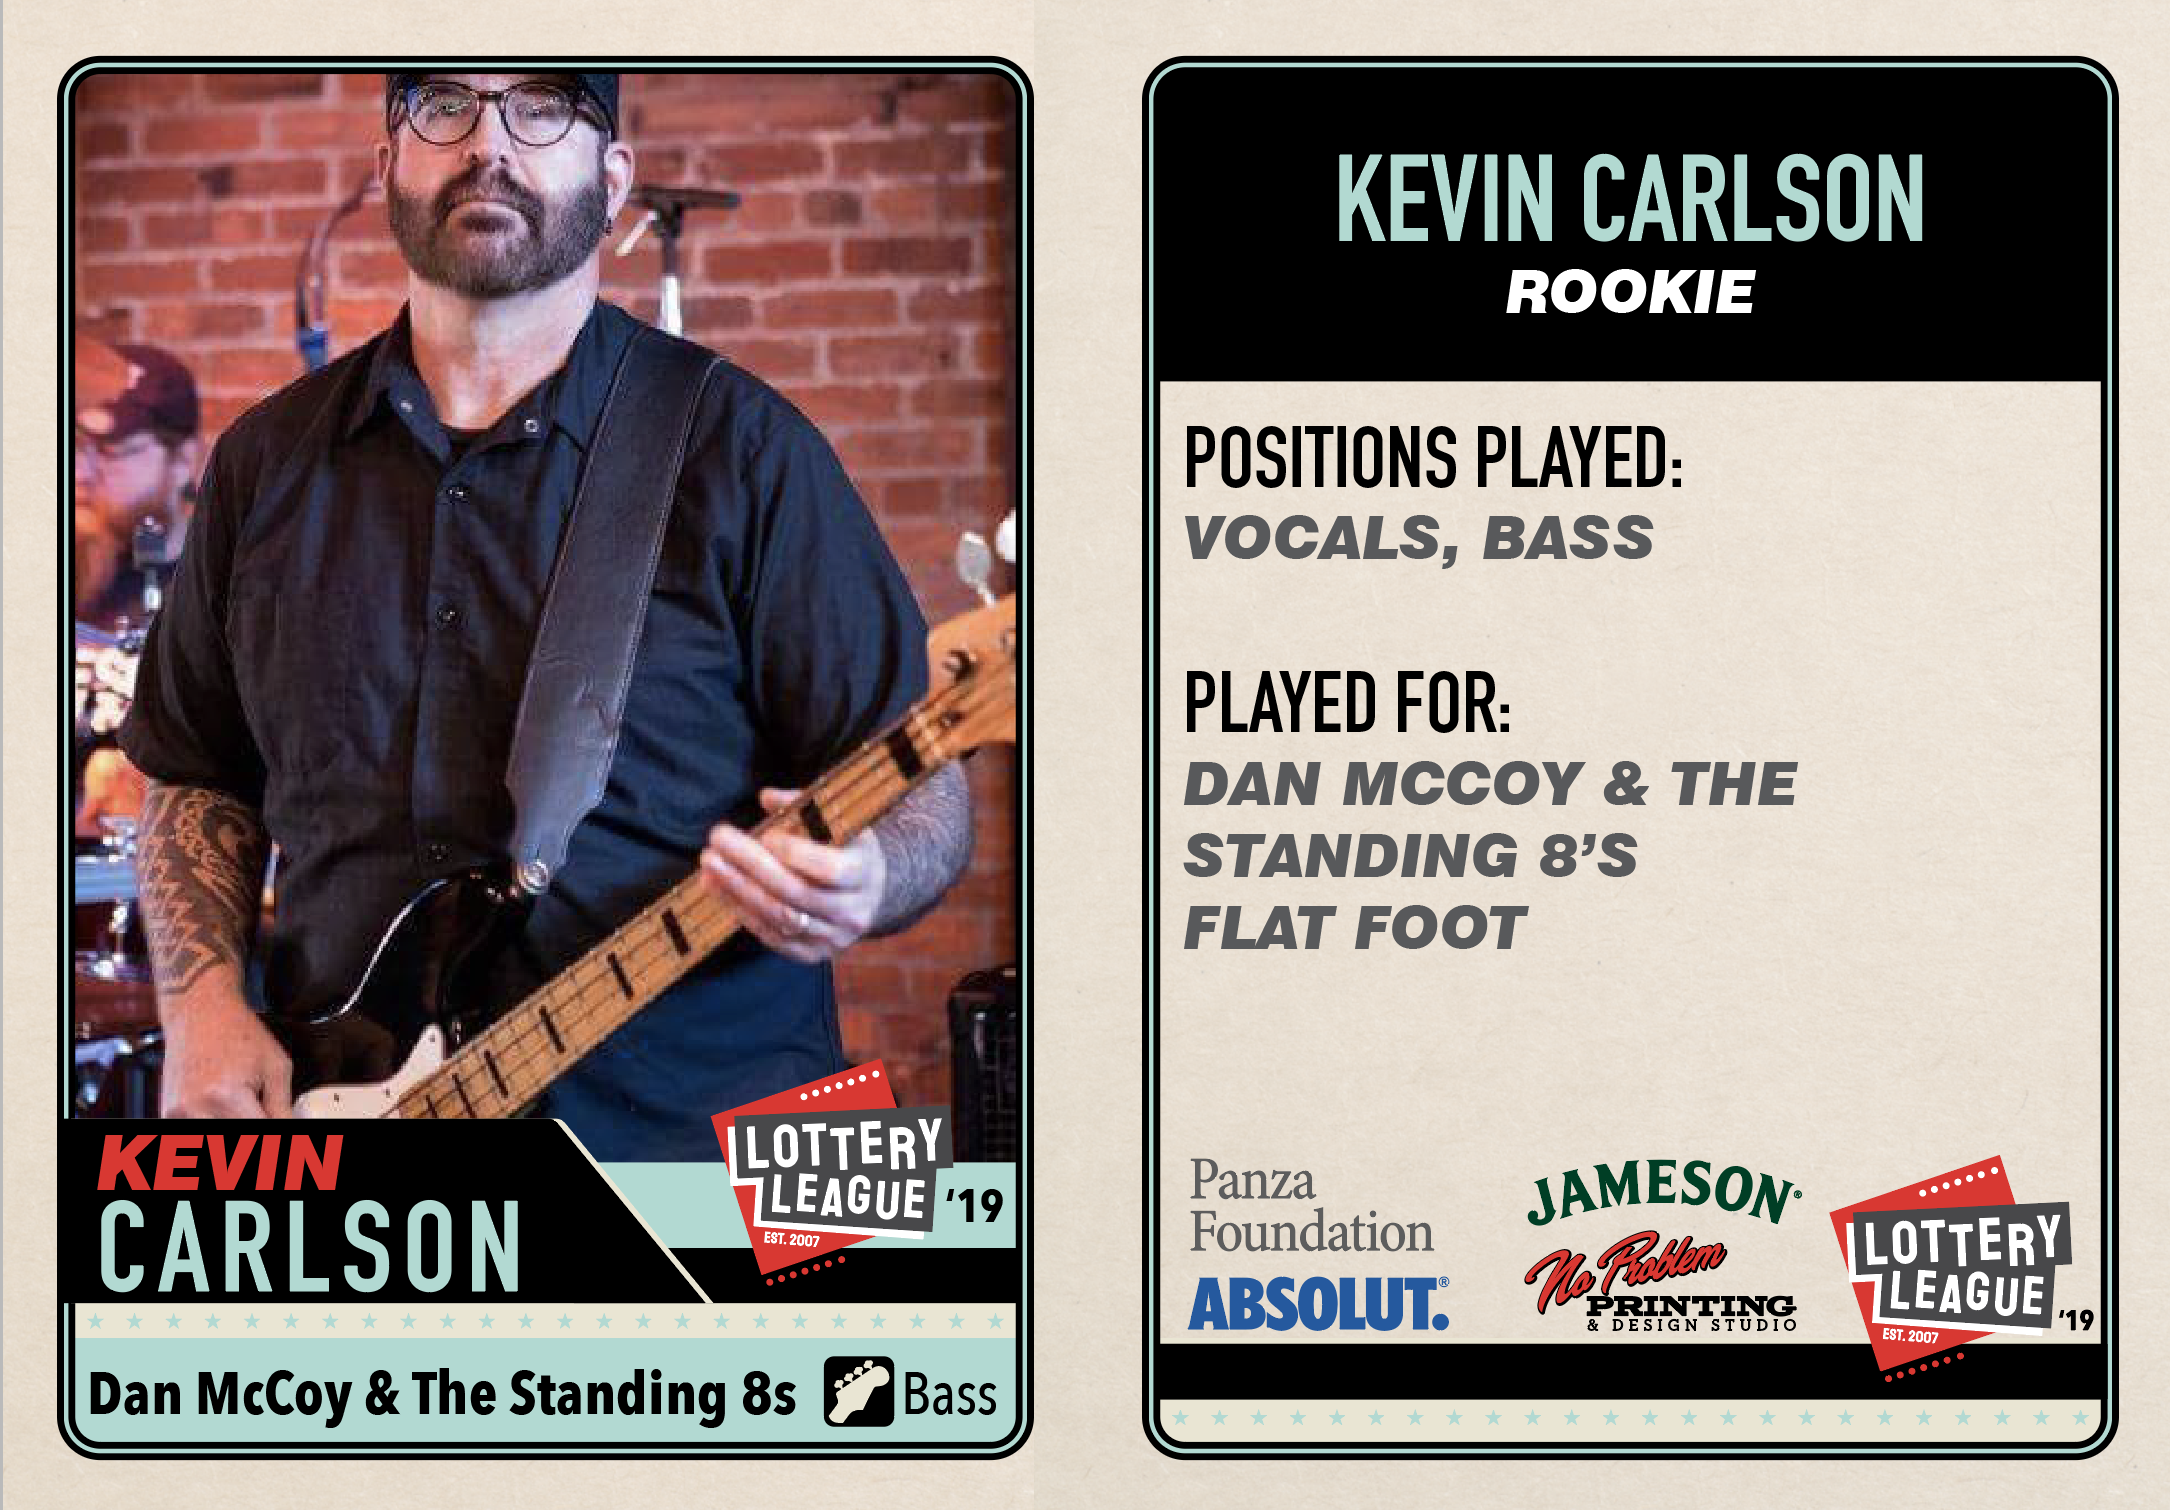 KEVIN
CARLSON
LOTTERY
LEAGUE
EST. 2007
'19
Dan McCoy & The Standing 8s
Bass
KEVIN CARLSON
ROOKIE
POSITIONS PLAYED:
VOCALS, BASS
PLAYED FOR:
DAN MCCOY & THE
STANDING 8'S
FLAT FOOT
Panza
Foundation
ABSOLUT.®
JAMESON®
No Problem
PRINTING
& DESIGN STUDIO
LOTTERY
LEAGUE
EST. 2007
'19